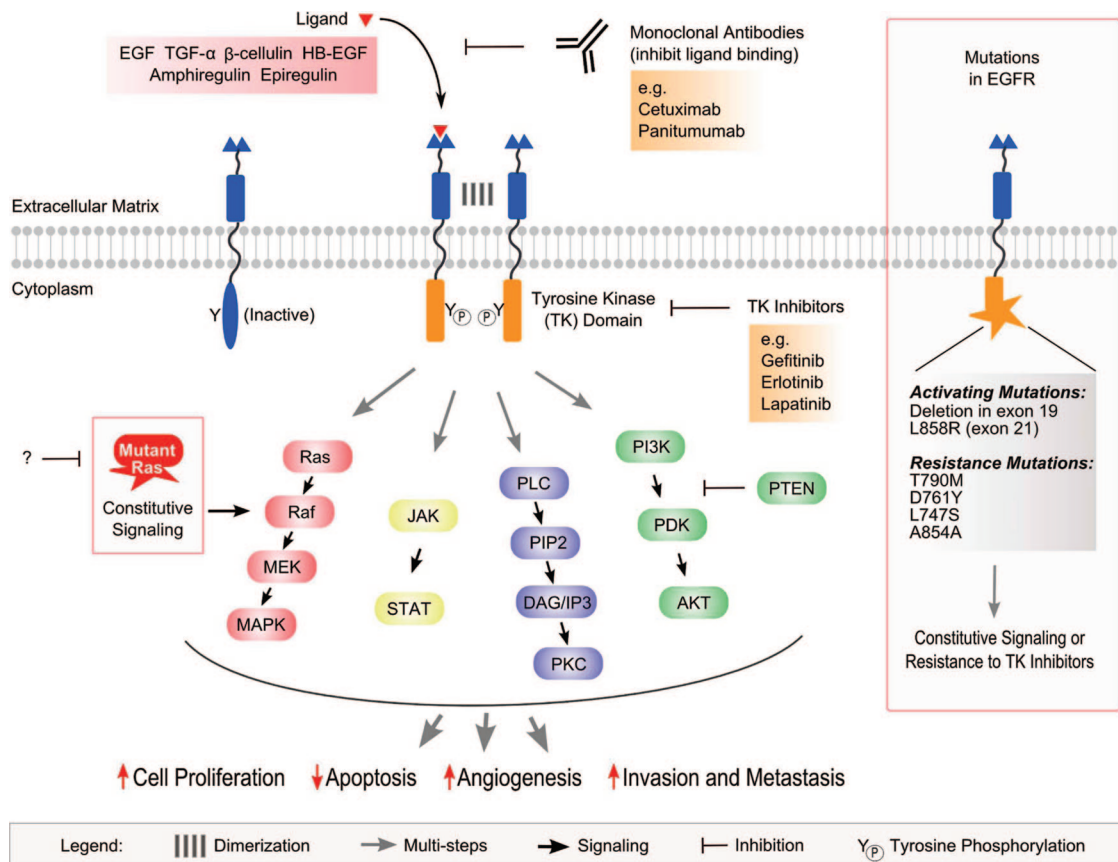 Ligand
EGF TGF-α β-cellulin HB-EGF
Amphiregulin Epiregulin
Monoclonal Antibodies
(inhibit ligand binding)
e.g.
Cetuximab
Panitumumab
Mutations
in EGFR
Extracellular Matrix
Cytoplasm
Y (Inactive)
Y P P Y
Tyrosine Kinase
(TK) Domain
TK Inhibitors
e.g.
Gefitinib
Erlotinib
Lapatinib
Activating Mutations:
Deletion in exon 19
L858R (exon 21)
Resistance Mutations:
T790M
D761Y
L747S
A854A
Constitutive Signaling or
Resistance to TK Inhibitors
?
Mutant
Ras
Constitutive
Signaling
Ras
Raf
MEK
MAPK
JAK
STAT
PLC
PIP2
DAG/IP3
PKC
PI3K
PTEN
PDK
AKT
Cell Proliferation Apoptosis Angiogenesis Invasion and Metastasis
Legend: Dimerization Multi-steps Signaling Inhibition Y P Tyrosine Phosphorylation